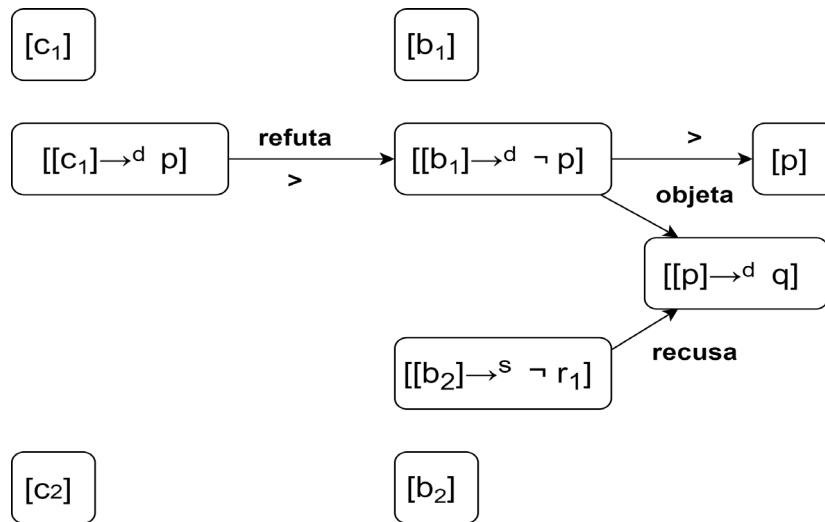 [c₁] [b₁]
refuta >
[[c₁]→ᵈ p] [[b₁]→ᵈ ¬ p] [p]
>
objeta
[[p]→ᵈ q]
recusa
[[b₂]→ˢ ¬ r₁]
[c₂] [b₂]